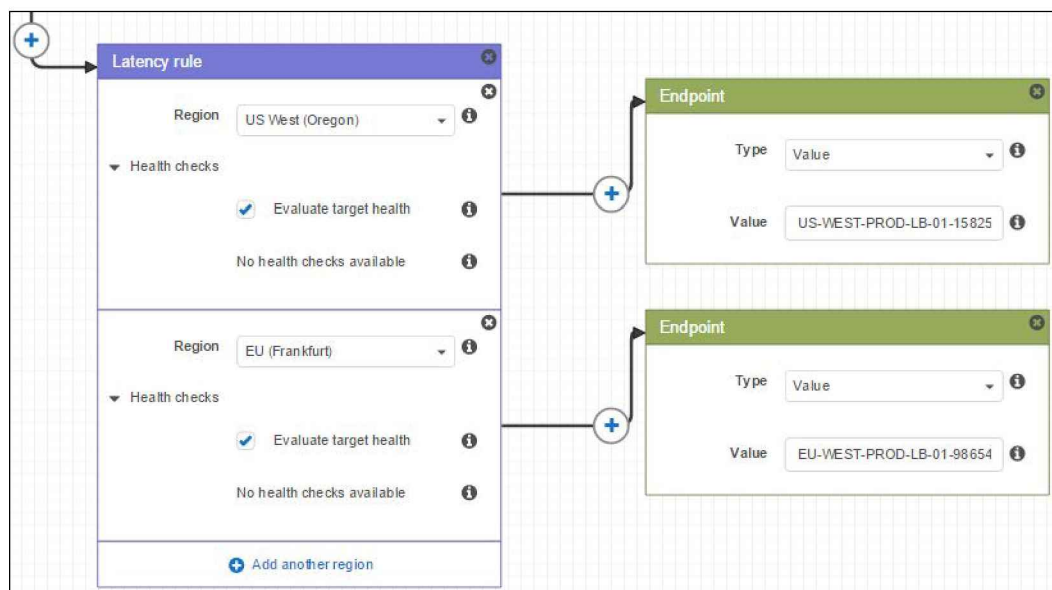 Latency rule
Region US West (Oregon)
Health checks
Evaluate target health
No health checks available
Endpoint
Type Value
Value US-WEST-PROD-LB-01-15825
Region EU (Frankfurt)
Health checks
Evaluate target health
No health checks available
Add another region
Endpoint
Type Value
Value EU-WEST-PROD-LB-01-98654